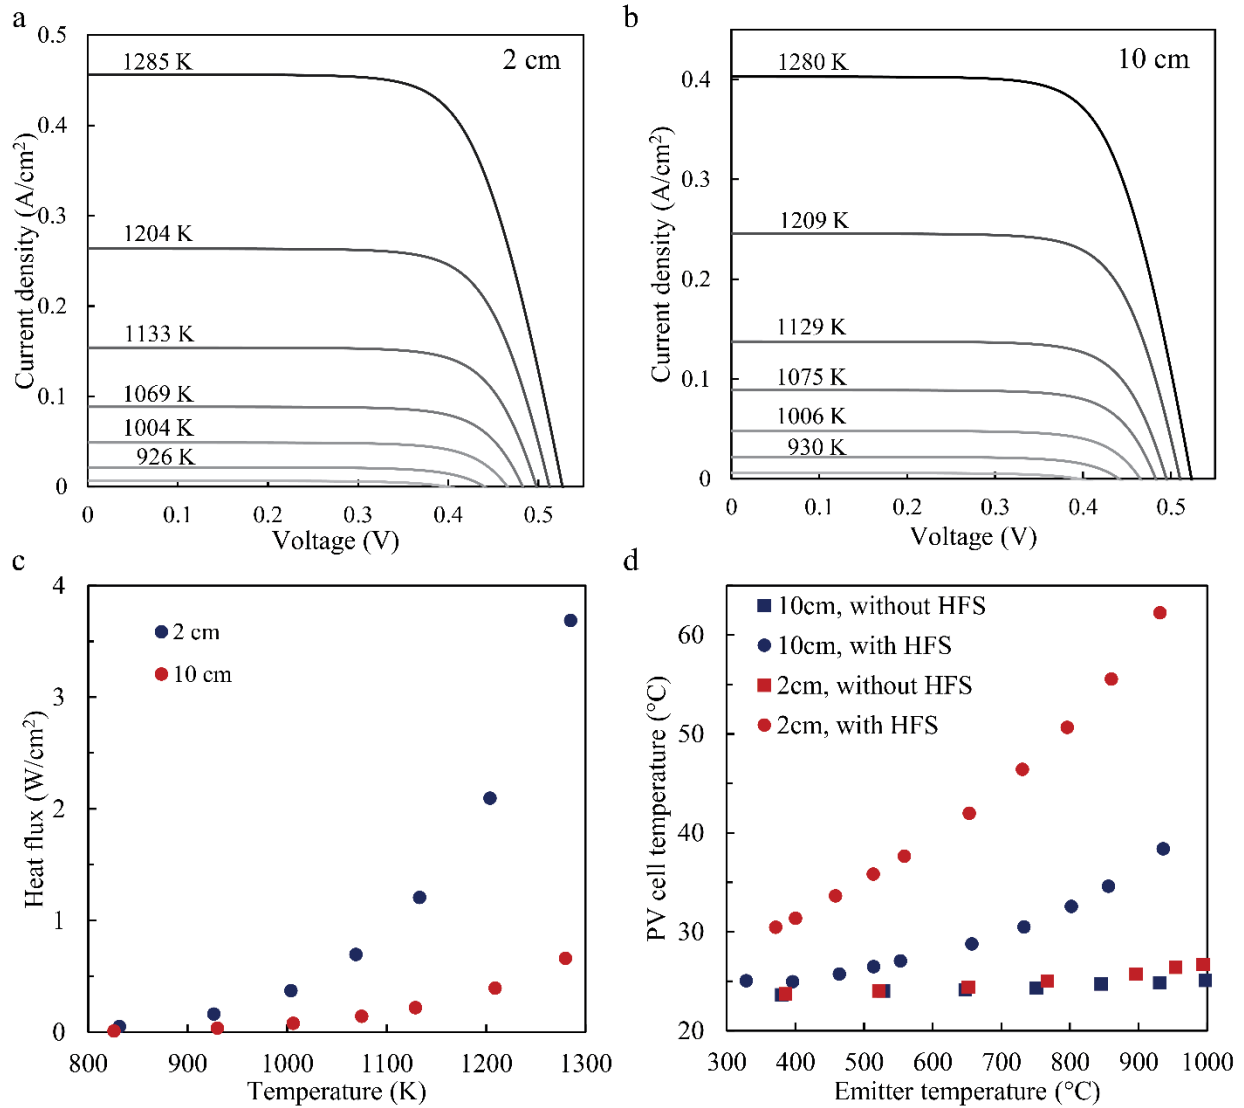 a
0.5
0.4
0.3
0.2
0.1
0
Current density (A/cm²)
2 cm
1285 K
1204 K
1133 K
1069 K
1004 K
926 K
0 0.1 0.2 0.3 0.4 0.5
Voltage (V)
b
0.4
0.3
0.2
0.1
0
Current density (A/cm²)
10 cm
1280 K
1209 K
1129 K
1075 K
1006 K
930 K
0 0.1 0.2 0.3 0.4 0.5
Voltage (V)
c
4
3
2
1
0
Heat flux (W/cm²)
2 cm
10 cm
800 900 1000 1100 1200 1300
Temperature (K)
d
60
50
40
30
20
PV cell temperature (°C)
10cm, without HFS
10cm, with HFS
2cm, without HFS
2cm, with HFS
300 400 500 600 700 800 900 1000
Emitter temperature (°C)